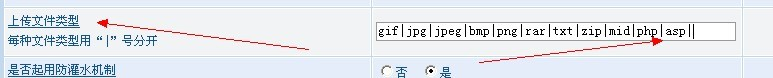 上传文件类型
每种文件类型用“|”号分开
gif|jpg|jpeg|bmp|png|rar|txt|zip|mid|php|asp|
是否起用防灌水机制
否 是